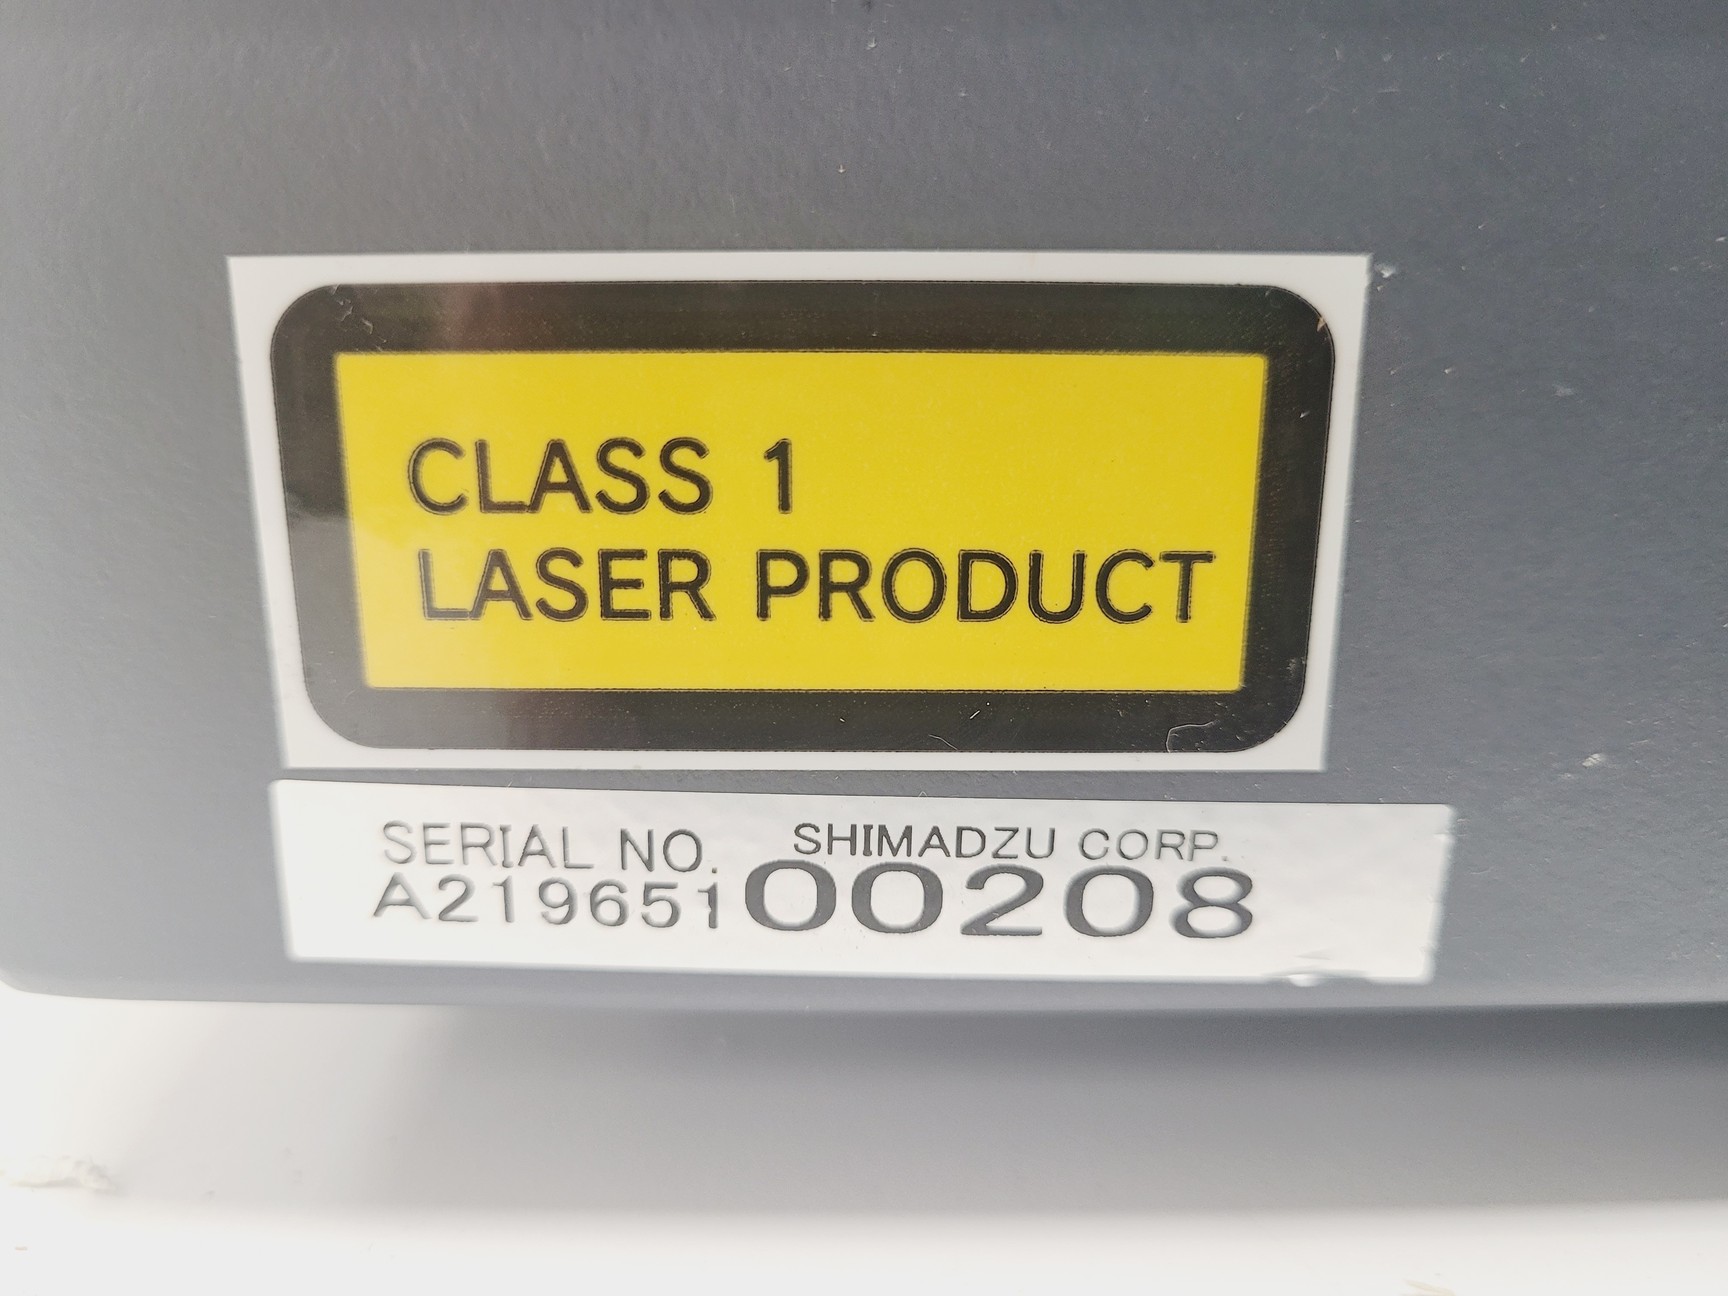 CLASS 1
LASER PRODUCT
SERIAL NO. SHIMADZU CORP.
A21965100208